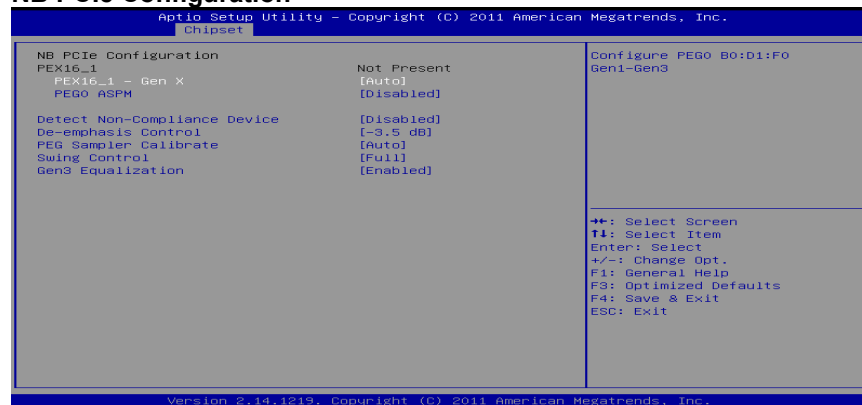 NB PCIe Configuration
Aptio Setup Utility – Copyright (C) 2011 American Megatrends, Inc.
Chipset
NB PCIe Configuration
PEX16_1 Not Present
PEX16_1 – Gen X [Auto]
PEG0 ASPM [Disabled]
Detect Non-Compliance Device [Disabled]
De-emphasis Control [-3.5 dB]
PEG Sampler Calibrate [Auto]
Swing Control [Full]
Gen3 Equalization [Enabled]
Configure PEG0 B0:D1:F0
Gen1-Gen3
→←: Select Screen
↑↓: Select Item
Enter: Select
+/-: Change Opt.
F1: General Help
F3: Optimized Defaults
F4: Save & Exit
ESC: Exit
Version 2.14.1219. Copyright (C) 2011 American Megatrends, Inc.